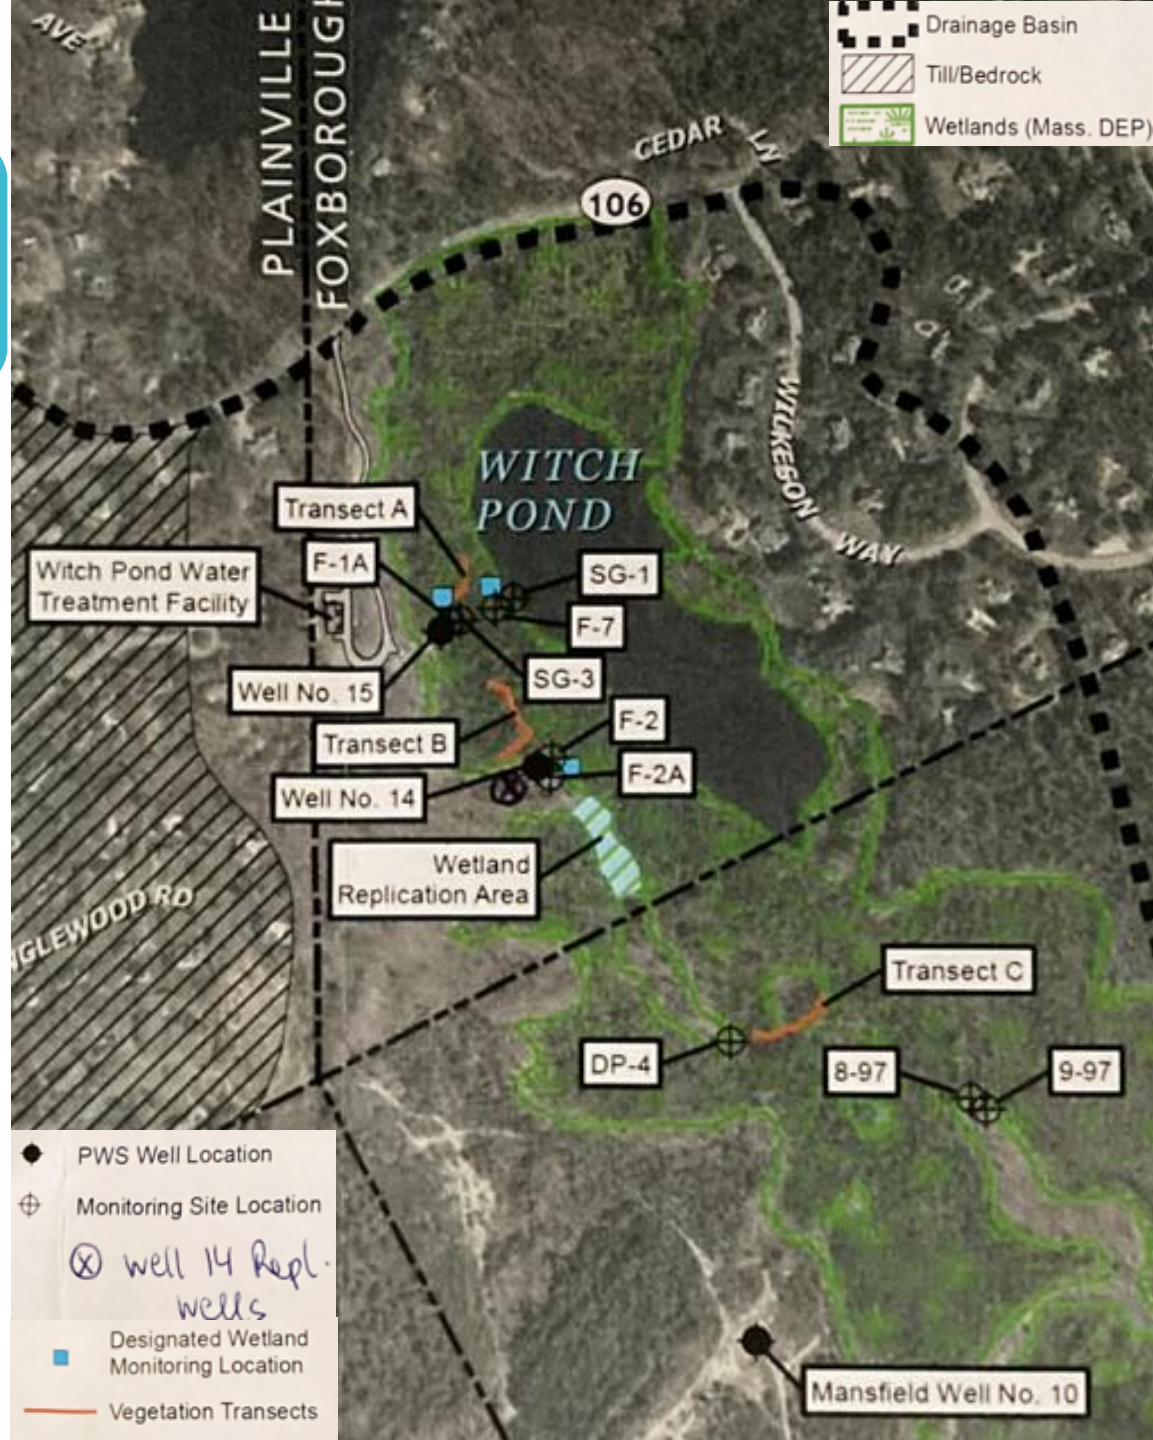 AVE
PLAINVILLE
FOXBOROUGH
Drainage Basin
Till/Bedrock
Wetlands (Mass. DEP)
CEDAR LN
106
WILKESON WAY
WITCH
POND
Transect A
F-1A
SG-1
Witch Pond Water
Treatment Facility
F-7
SG-3
Well No. 15
F-2
Transect B
F-2A
Well No. 14
Wetland
Replication Area
NGLEWOOD RD
Transect C
DP-4
8-97
9-97
PWS Well Location
Monitoring Site Location
well 14 Repl.
wells
Designated Wetland
Monitoring Location
Vegetation Transects
Mansfield Well No. 10